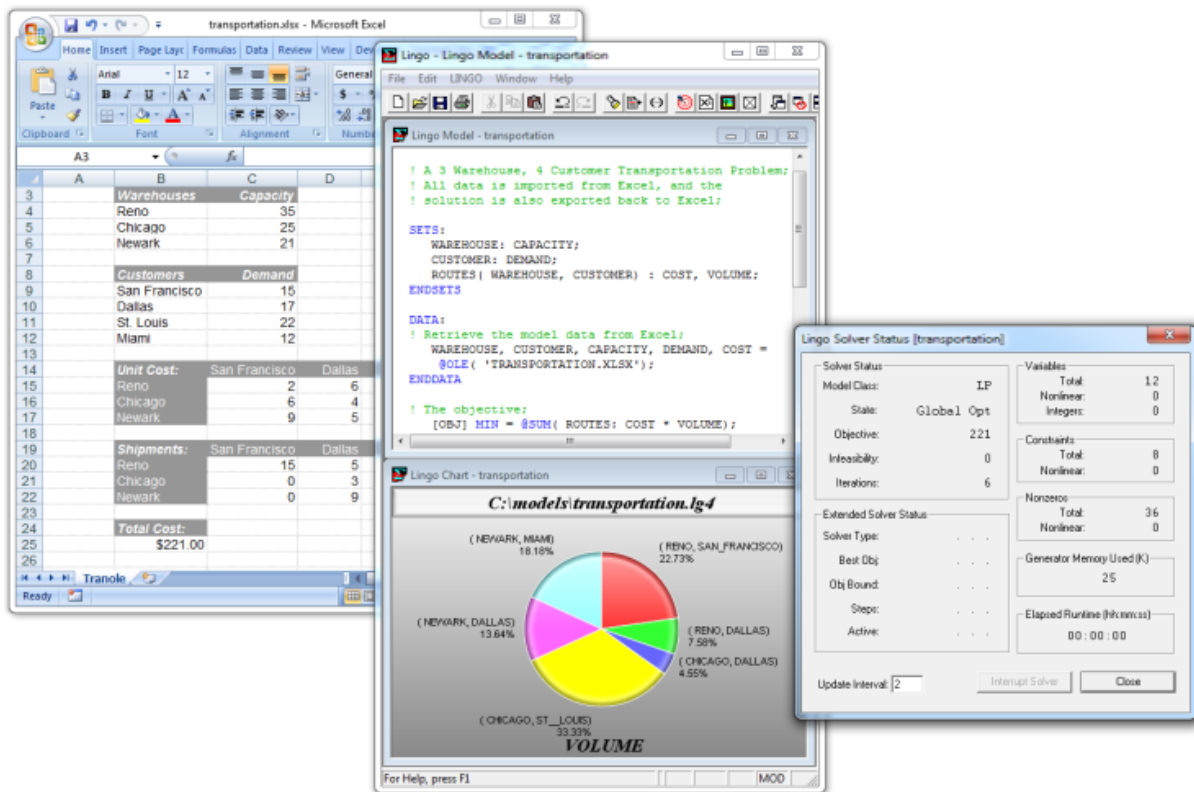 transportation.xlsx - Microsoft Excel
Home Insert Page Layc Formulas Data Review View Dev
Paste
Arial 12
B I U A A
General
$
Clipboard Font Alignment Numb
A3 fx
A B C D
3 Warehouses Capacity
4 Reno 35
5 Chicago 25
6 Newark 21
7
8 Customers Demand
9 San Francisco 15
10 Dallas 17
11 St. Louis 22
12 Miami 12
13
14 Unit Cost: San Francisco Dallas
15 Reno 2 6
16 Chicago 6 4
17 Newark 9 5
18
19 Shipments: San Francisco Dallas
20 Reno 15 5
21 Chicago 0 3
22 Newark 0 9
23
24 Total Cost:
25 $221.00
26
Tranole
Ready
Lingo - Lingo Model - transportation
File Edit LINGO Window Help
Lingo Model - transportation
! A 3 Warehouse, 4 Customer Transportation Problem;
! All data is imported from Excel, and the
! solution is also exported back to Excel;
SETS:
WAREHOUSE: CAPACITY;
CUSTOMER: DEMAND;
ROUTES( WAREHOUSE, CUSTOMER) : COST, VOLUME;
ENDSETS
DATA:
! Retrieve the model data from Excel;
WAREHOUSE, CUSTOMER, CAPACITY, DEMAND, COST =
@OLE( 'TRANSPORTATION.XLSX');
ENDDATA
! The objective;
[OBJ] MIN = @SUM( ROUTES: COST * VOLUME);
Lingo Chart - transportation
C:\models\transportation.lg4
( NEWARK, MIAMI)
18.18%
( RENO, SAN_FRANCISCO)
22.73%
( NEWARK, DALLAS)
13.64%
( RENO, DALLAS)
7.58%
( CHICAGO, DALLAS)
4.55%
( CHICAGO, ST__LOUIS)
33.33%
VOLUME
For Help, press F1 MOD
Lingo Solver Status [transportation]
Solver Status
Model Class: LP
State: Global Opt
Objective: 221
Infeasibility: 0
Iterations: 6
Extended Solver Status
Solver Type: . . .
Best Obj: . . .
Obj Bound: . . .
Steps: . . .
Active: . . .
Variables
Total: 12
Nonlinear: 0
Integers: 0
Constraints
Total: 8
Nonlinear: 0
Nonzeros
Total: 36
Nonlinear: 0
Generator Memory Used (K)
25
Elapsed Runtime (hh:mm:ss)
00:00:00
Update Interval: 2
Interrupt Solver
Close